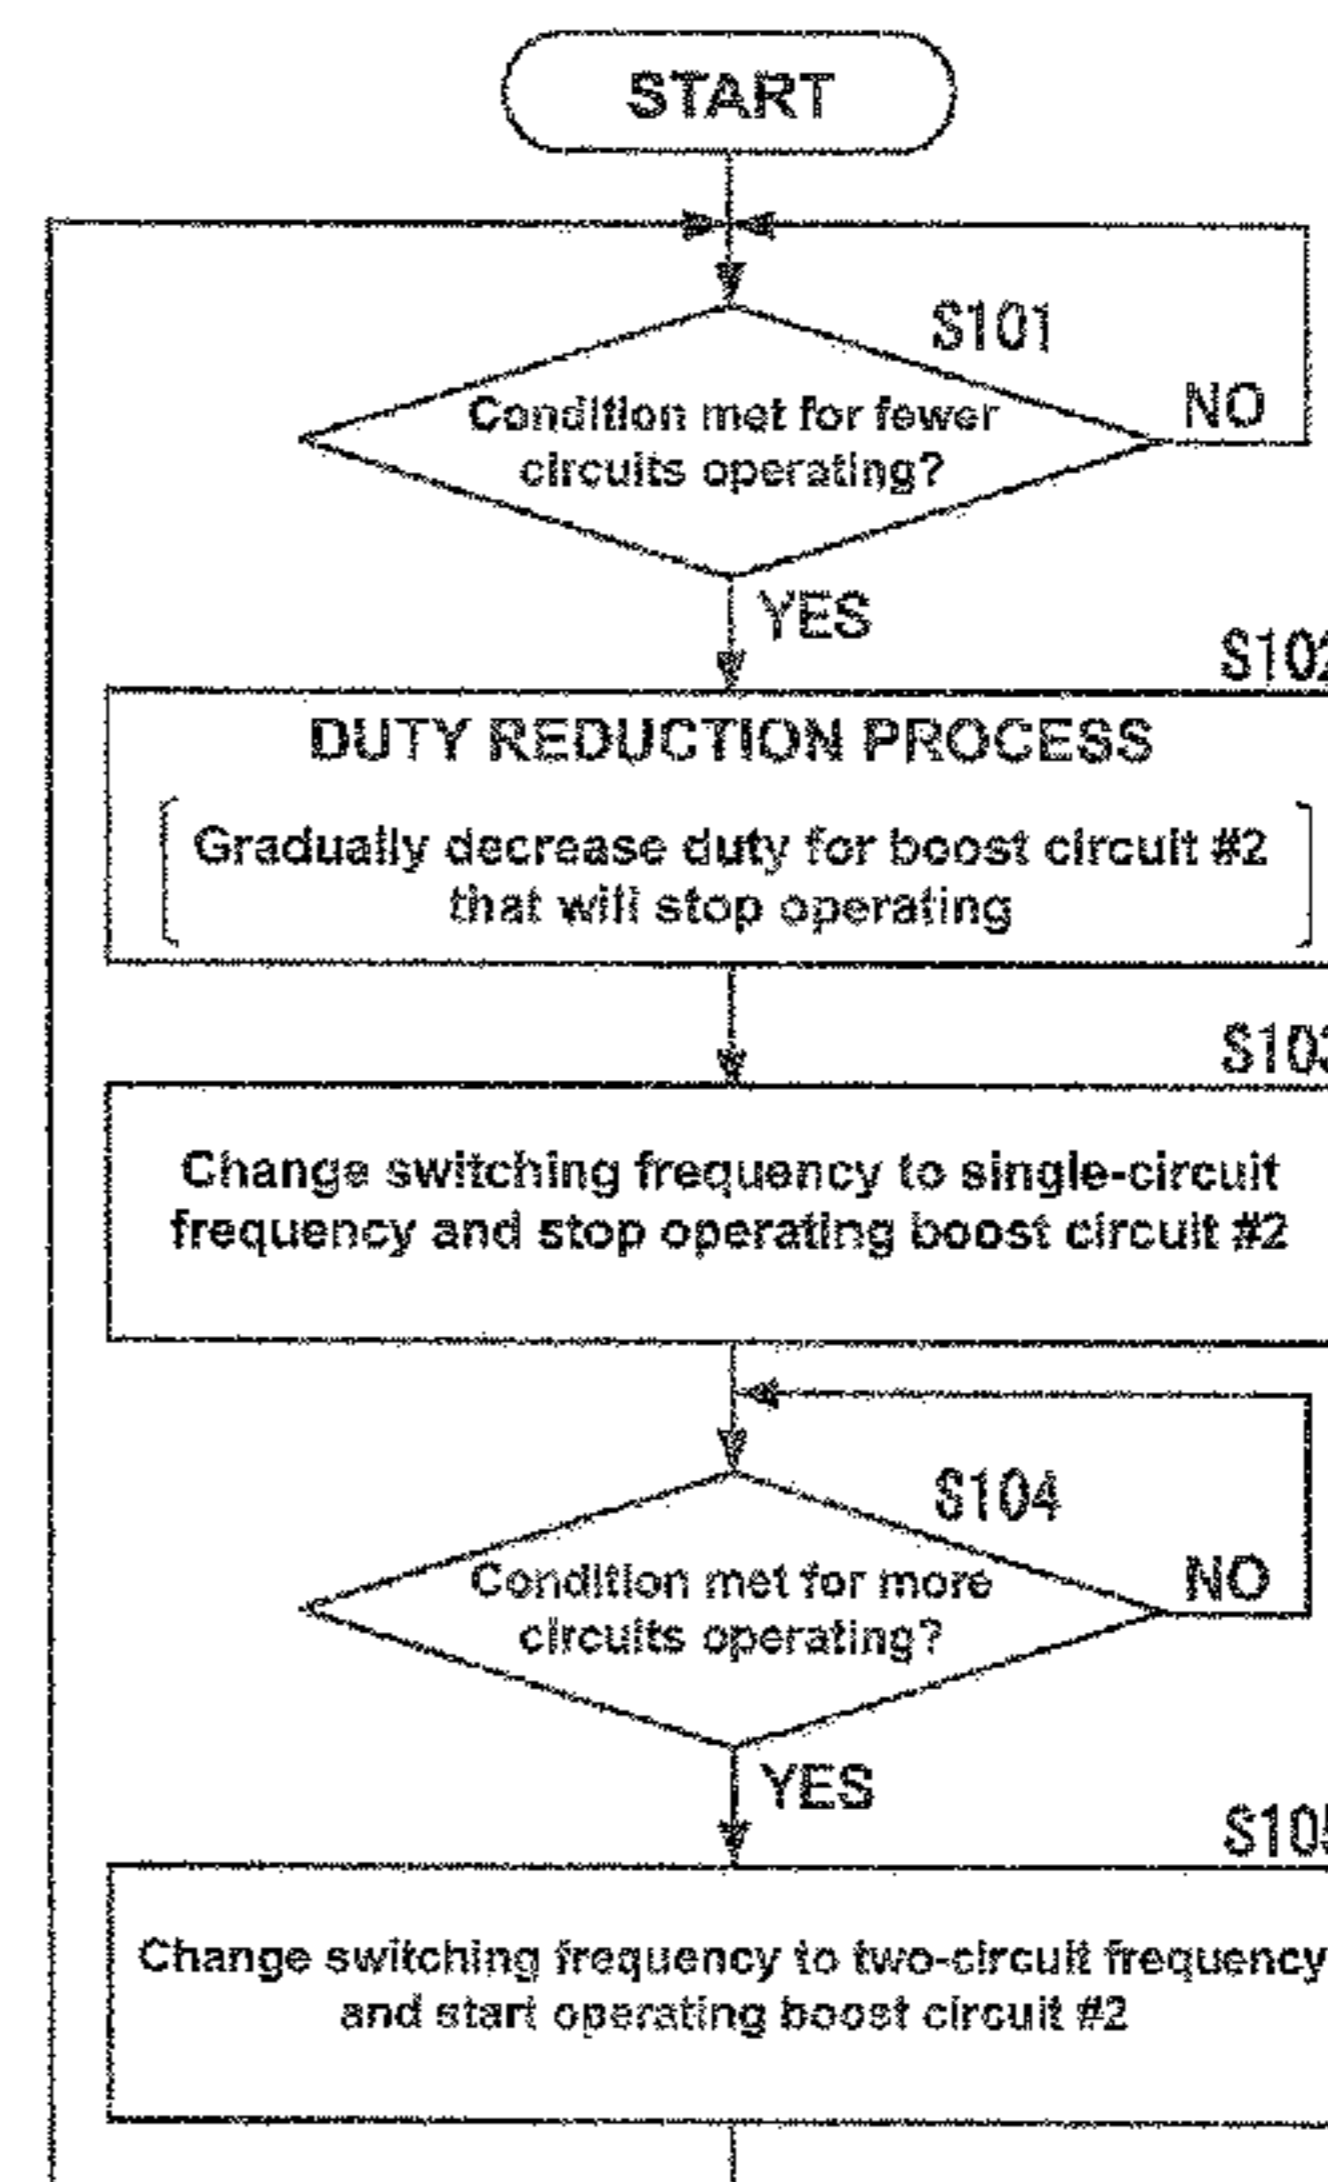 START
S101
Condition met for fewer
circuits operating?
NO
YES
S102
DUTY REDUCTION PROCESS
Gradually decrease duty for boost circuit #2
that will stop operating
S103
Change switching frequency to single-circuit
frequency and stop operating boost circuit #2
S104
Condition met for more
circuits operating?
NO
YES
S105
Change switching frequency to two-circuit frequency
and start operating boost circuit #2